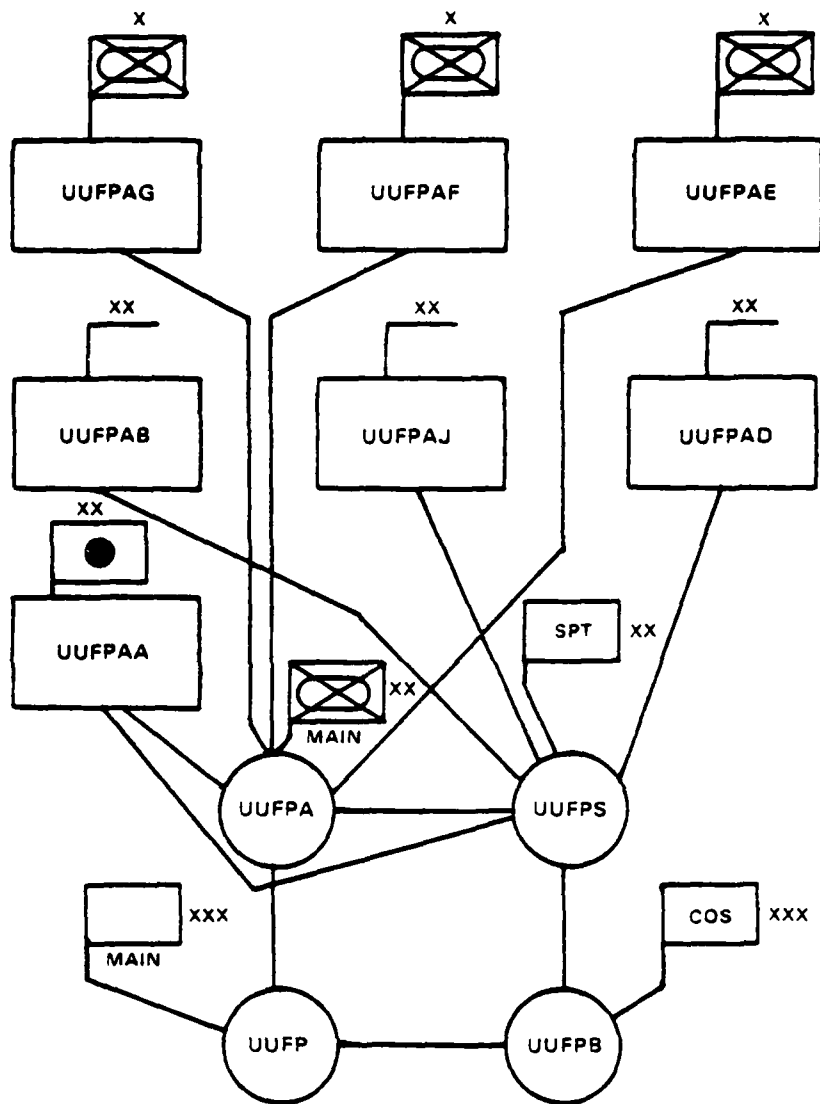 X X X
UUFPAG UUFPAF UUFPAE
XX XX XX
UUFPAB UUFPAJ UUFPAD
XX
UUFPAA
SPT XX
XX
MAIN
UUFPA UUFPS
XXX
MAIN
COS XXX
UUFP UUFPB